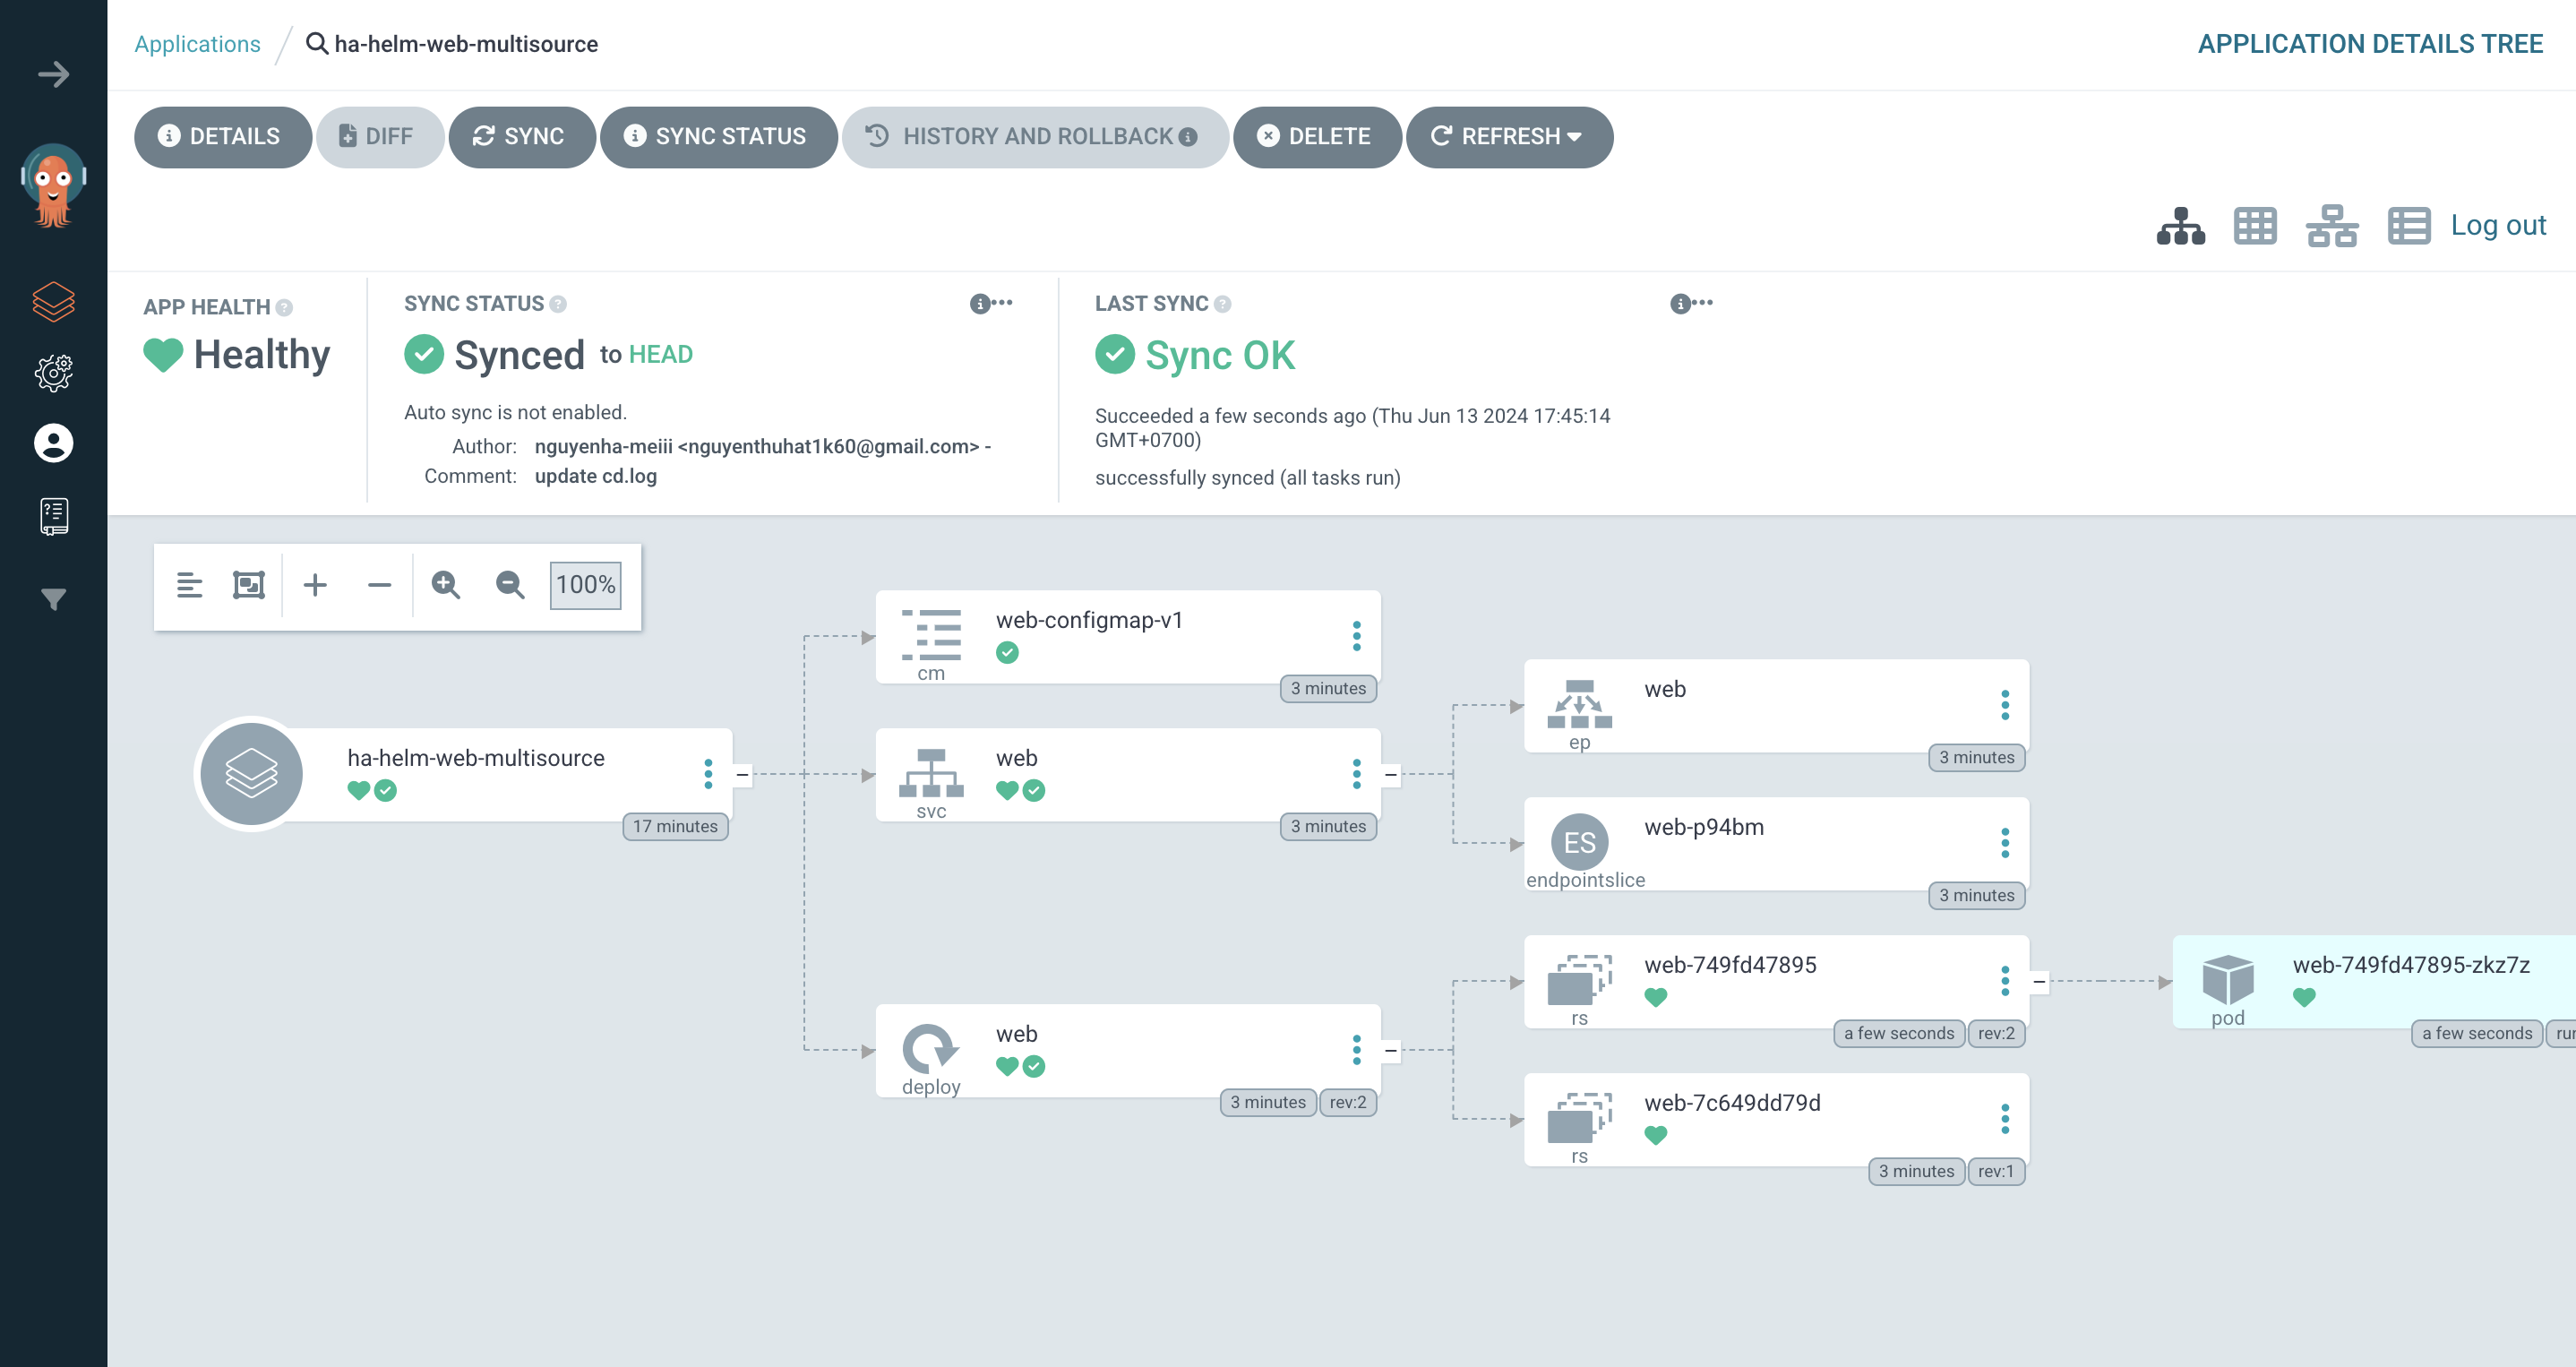 Applications / ha-helm-web-multisource
APPLICATION DETAILS TREE
DETAILS DIFF SYNC SYNC STATUS HISTORY AND ROLLBACK DELETE REFRESH
Log out
APP HEALTH
Healthy
SYNC STATUS
Synced to HEAD
Auto sync is not enabled.
Author: nguyenha-meiii <nguyenthuhat1k60@gmail.com> -
Comment: update cd.log
LAST SYNC
Sync OK
Succeeded a few seconds ago (Thu Jun 13 2024 17:45:14
GMT+0700)
successfully synced (all tasks run)
100%
ha-helm-web-multisource
17 minutes
web-configmap-v1
cm
3 minutes
web
svc
3 minutes
web
deploy
3 minutes rev:2
web
ep
3 minutes
ES
web-p94bm
endpointslice
3 minutes
web-749fd47895
rs
a few seconds rev:2
web-7c649dd79d
rs
3 minutes rev:1
web-749fd47895-zkz7z
pod
a few seconds